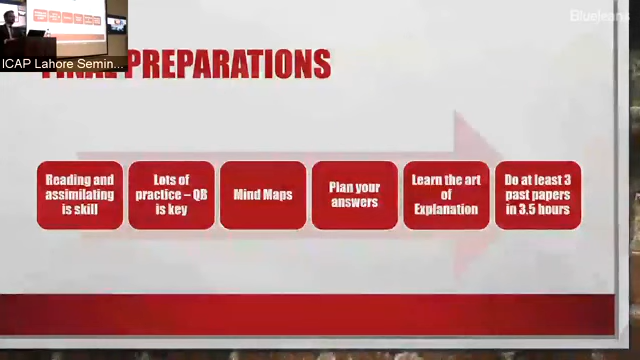 BlueJeans
ICAP Lahore Semin...
FINAL PREPARATIONS
Reading and
assimilating
is skill
Lots of
practice – QB
is key
Mind Maps
Plan your
answers
Learn the art
of
Explanation
Do at least 3
past papers
in 3.5 hours